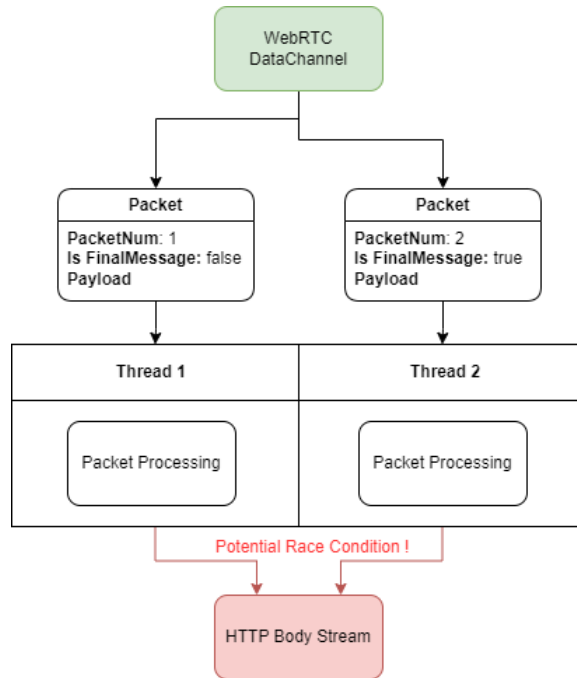 WebRTC
DataChannel
Packet
PacketNum: 1
Is FinalMessage: false
Payload
Packet
PacketNum: 2
Is FinalMessage: true
Payload
Thread 1
Thread 2
Packet Processing
Packet Processing
Potential Race Condition !
HTTP Body Stream